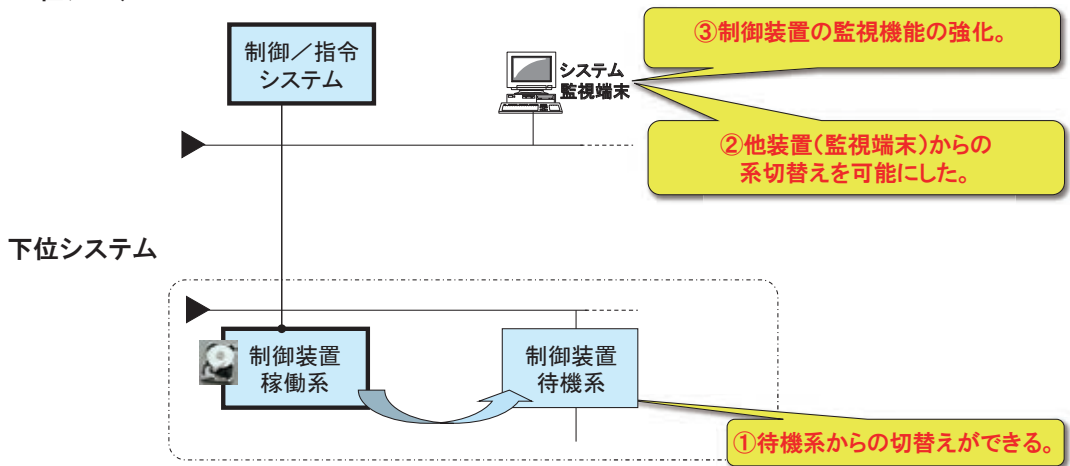 ③制御装置の監視機能の強化。
制御／指令
システム
システム
監視端末
②他装置(監視端末)からの
系切替えを可能にした。
下位システム
制御装置
稼働系
制御装置
待機系
①待機系からの切替えができる。